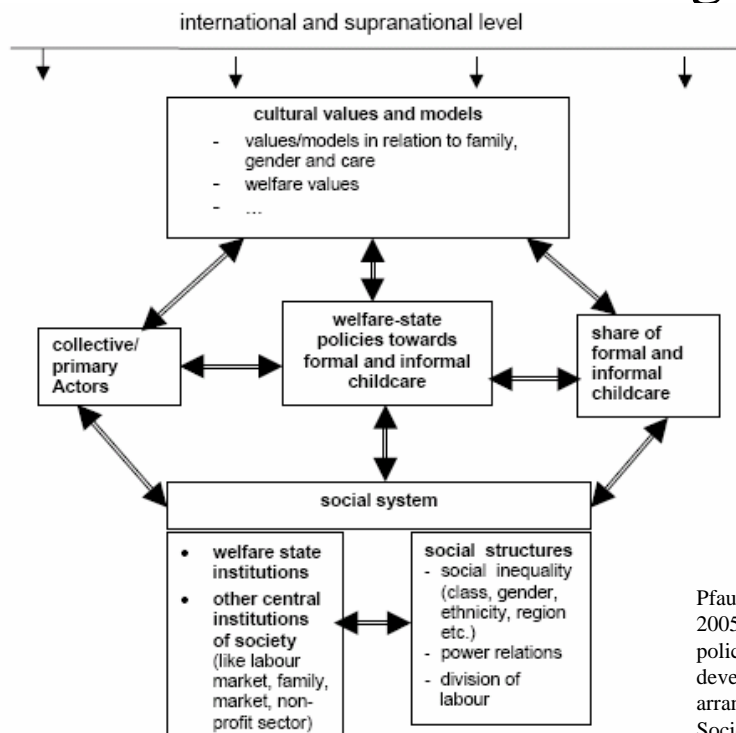 international and supranational level
cultural values and models
- values/models in relation to family,
gender and care
- welfare values
- ...
collective/
primary
Actors
welfare-state
policies towards
formal and informal
childcare
share of
formal and
informal
childcare
social system
• welfare state
institutions
• other central
institutions
of society
(like labour
market, family,
market, non-
profit sector)
social structures
- social inequality
(class, gender,
ethnicity, region
etc.)
- power relations
- division of
labour
Pfau
2005
polic
deve
arran
Soci